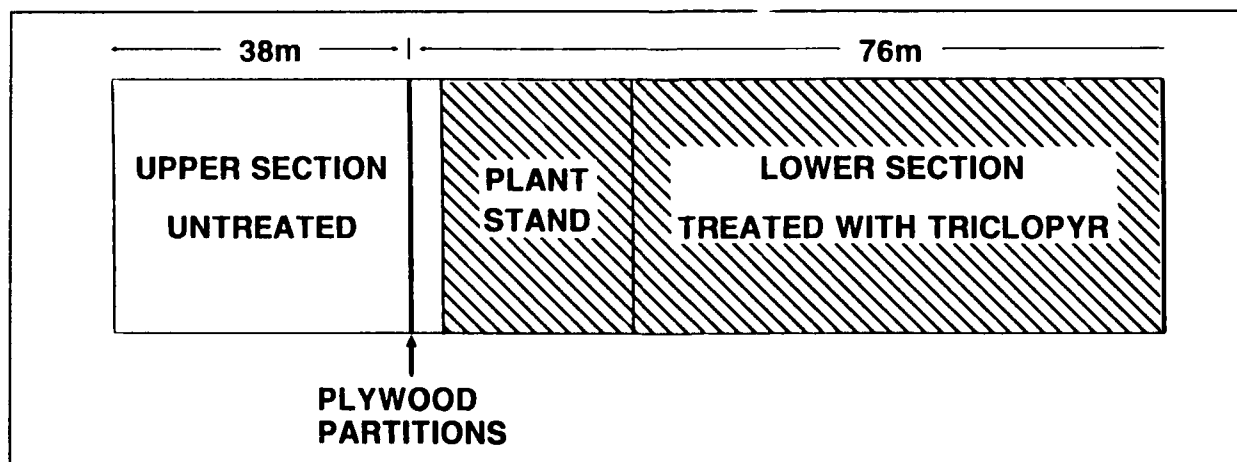 38m
76m
UPPER SECTION
UNTREATED
PLANT
STAND
LOWER SECTION
TREATED WITH TRICLOPYR
PLYWOOD
PARTITIONS